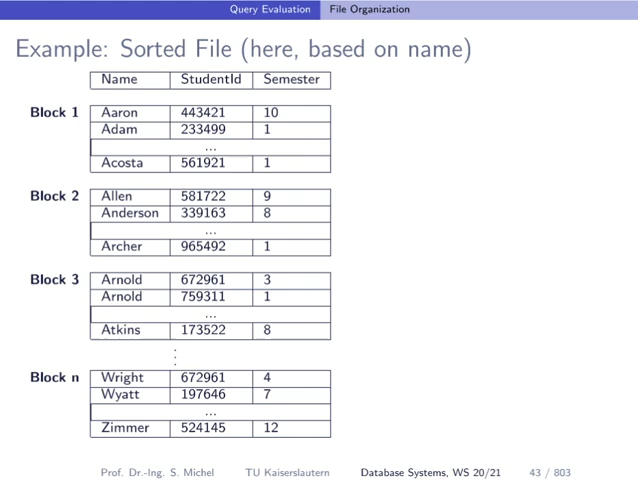 Query Evaluation File Organization
Example: Sorted File (here, based on name)
Name StudentId Semester
Block 1 Aaron 443421 10
Adam 233499 1
...
Acosta 561921 1
Block 2 Allen 581722 9
Anderson 339163 8
...
Archer 965492 1
Block 3 Arnold 672961 3
Arnold 759311 1
...
Atkins 173522 8
⋮
Block n Wright 672961 4
Wyatt 197646 7
...
Zimmer 524145 12
Prof. Dr.-Ing. S. Michel TU Kaiserslautern Database Systems, WS 20/21 43 / 803